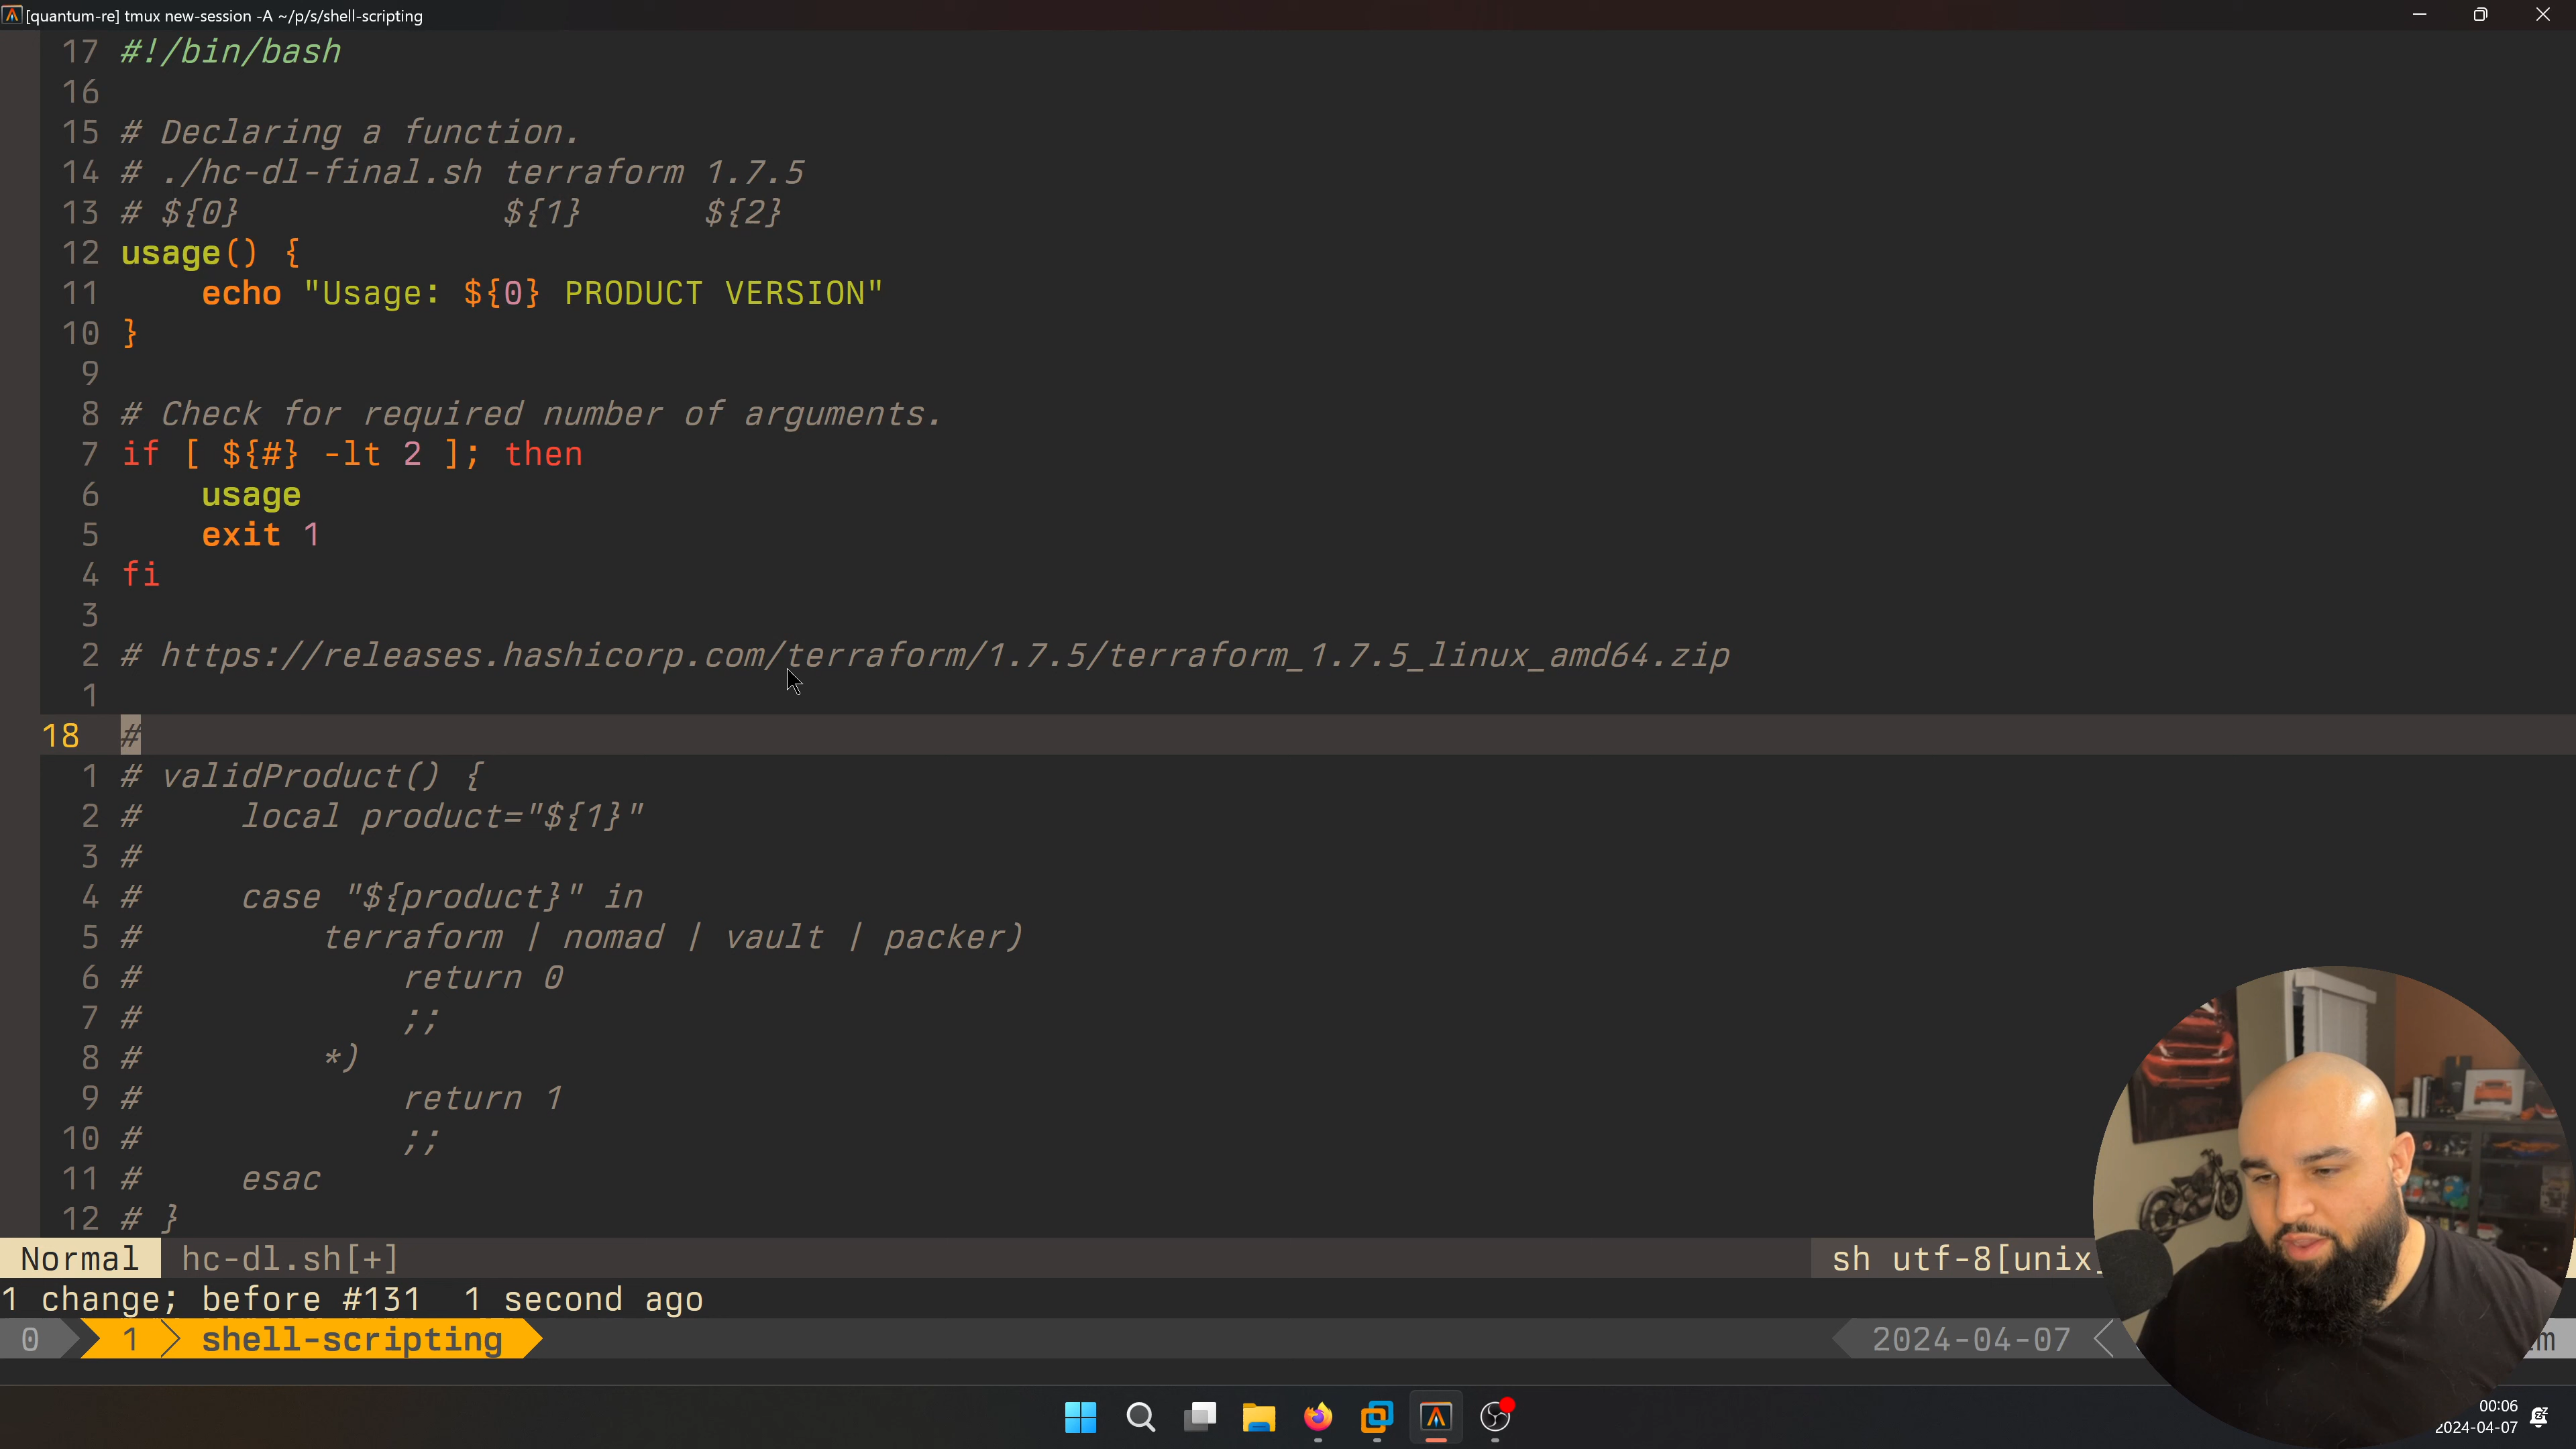 [quantum-re] tmux new-session -A ~/p/s/shell-scripting
17 #!/bin/bash
16
15 # Declaring a function.
14 # ./hc-dl-final.sh terraform 1.7.5
13 # ${0}             ${1}      ${2}
12 usage() {
11     echo "Usage: ${0} PRODUCT VERSION"
10 }
9
8 # Check for required number of arguments.
7 if [ ${#} -lt 2 ]; then
6     usage
5     exit 1
4 fi
3
2 # https://releases.hashicorp.com/terraform/1.7.5/terraform_1.7.5_linux_amd64.zip
1
18 #
1 # validProduct() {
2 #     local product="${1}"
3 #
4 #     case "${product}" in
5 #         terraform | nomad | vault | packer)
6 #             return 0
7 #             ;;
8 #         *)
9 #             return 1
10 #             ;;
11 #     esac
12 # }
Normal hc-dl.sh[+] sh utf-8[unix]
1 change; before #131  1 second ago
0 1 shell-scripting 2024-04-07
00:06
2024-04-07